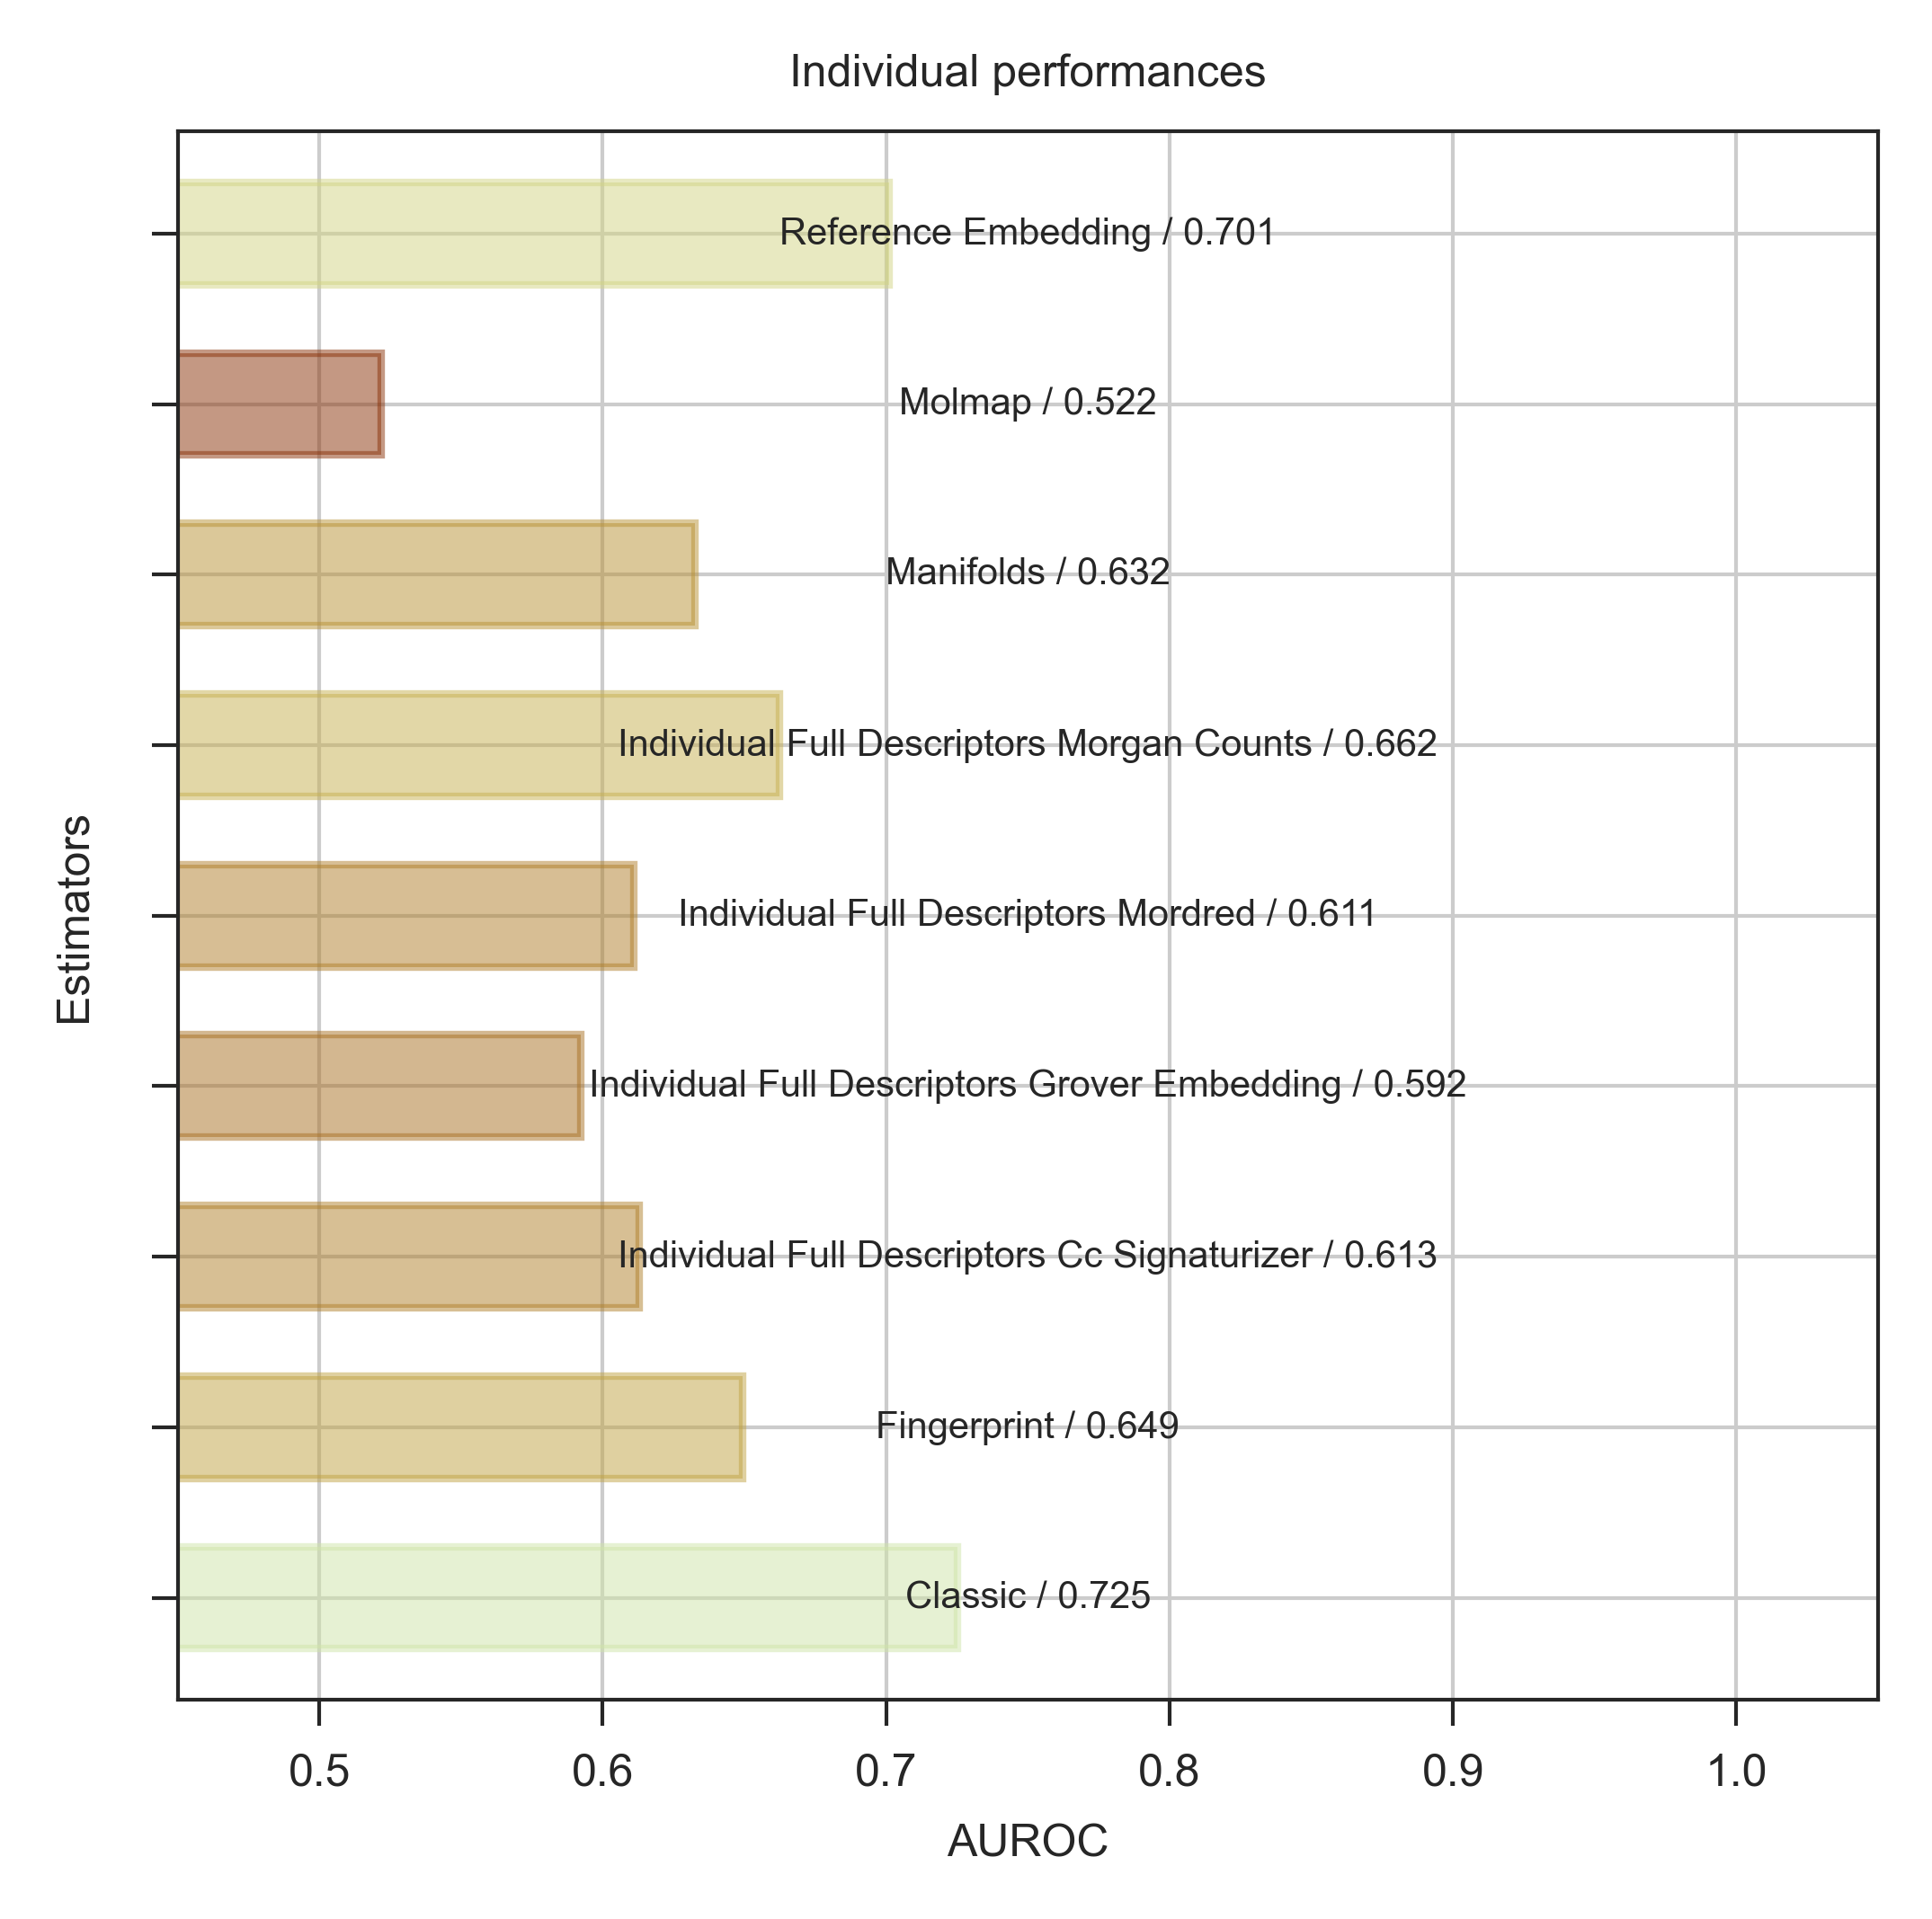 Individual performances
Reference Embedding / 0.701
Molmap / 0.522
Manifolds / 0.632
Individual Full Descriptors Morgan Counts / 0.662
Individual Full Descriptors Mordred / 0.611
Individual Full Descriptors Grover Embedding / 0.592
Individual Full Descriptors Cc Signaturizer / 0.613
Fingerprint / 0.649
Classic / 0.725
Estimators
0.5 0.6 0.7 0.8 0.9 1.0
AUROC